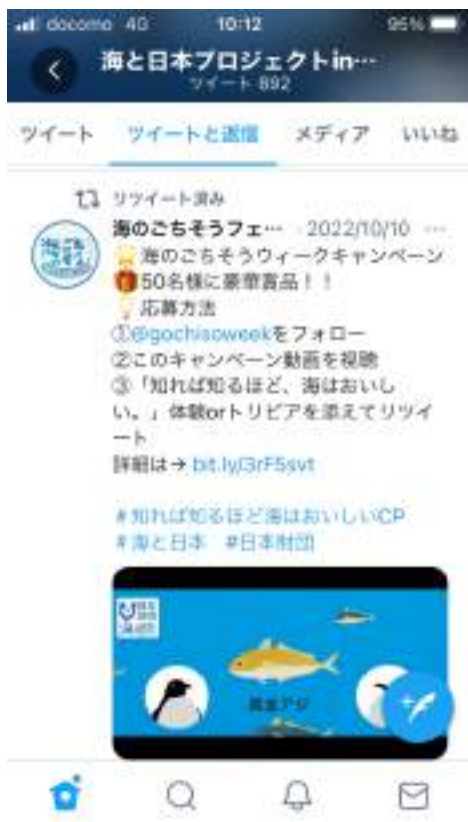 docomo 4G 10:12 95%
海と日本プロジェクトin…
ツイート 892
ツイート ツイートと返信 メディア いいね
リツイート済み
海のごちそうフェ… · 2022/10/10
海のごちそうウィークキャンペーン
50名様に豪華賞品！！
応募方法
①@gochisoweekをフォロー
②このキャンペーン動画を視聴
③「知れば知るほど、海はおいし
い。」体験orトリビアを添えてリツイ
ート
詳細は→ bit.ly/3rF5svt
#知れば知るほど海はおいしいCP
#海と日本 #日本財団
黄金アジ